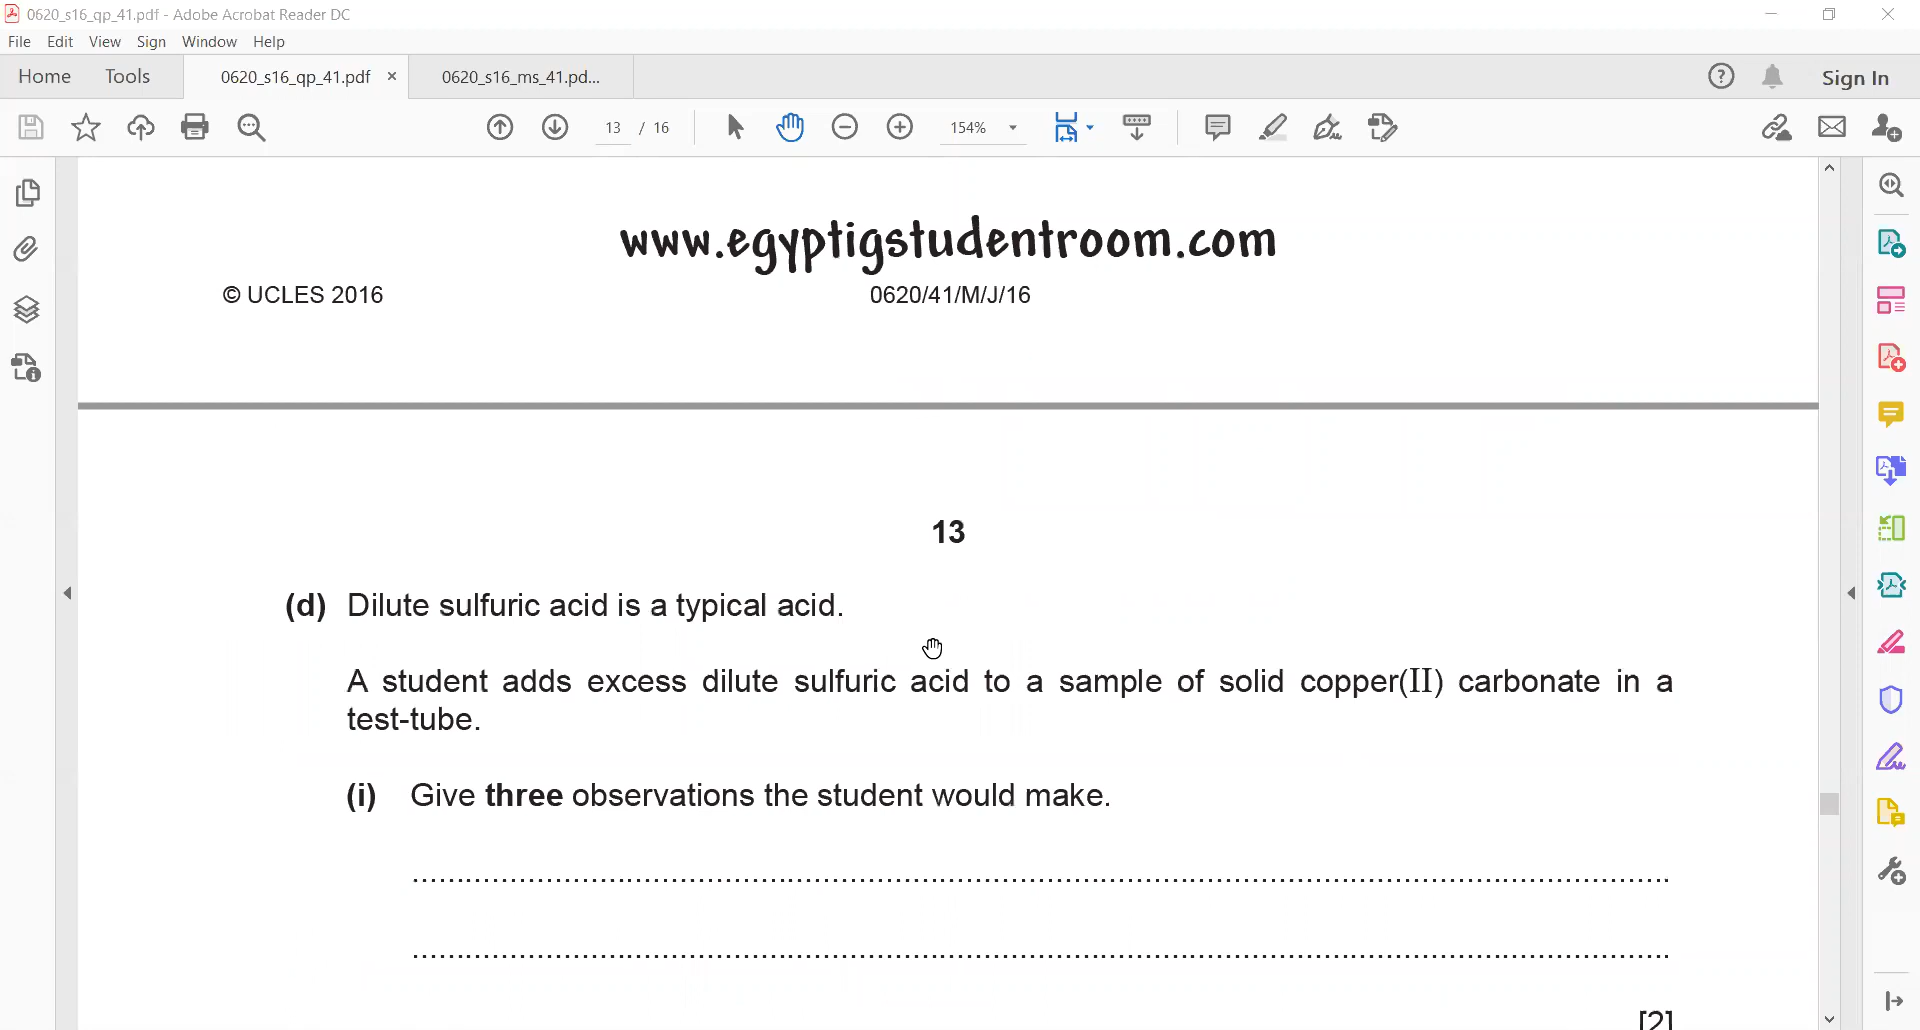 0620_s16_qp_41.pdf - Adobe Acrobat Reader DC
File Edit View Sign Window Help
Home Tools 0620_s16_qp_41.pdf × 0620_s16_ms_41.pd... Sign In
13 / 16 154%
www.egyptigstudentroom.com
© UCLES 2016 0620/41/M/J/16
13
(d) Dilute sulfuric acid is a typical acid.
A student adds excess dilute sulfuric acid to a sample of solid copper(II) carbonate in a
test-tube.
(i) Give three observations the student would make.
[2]